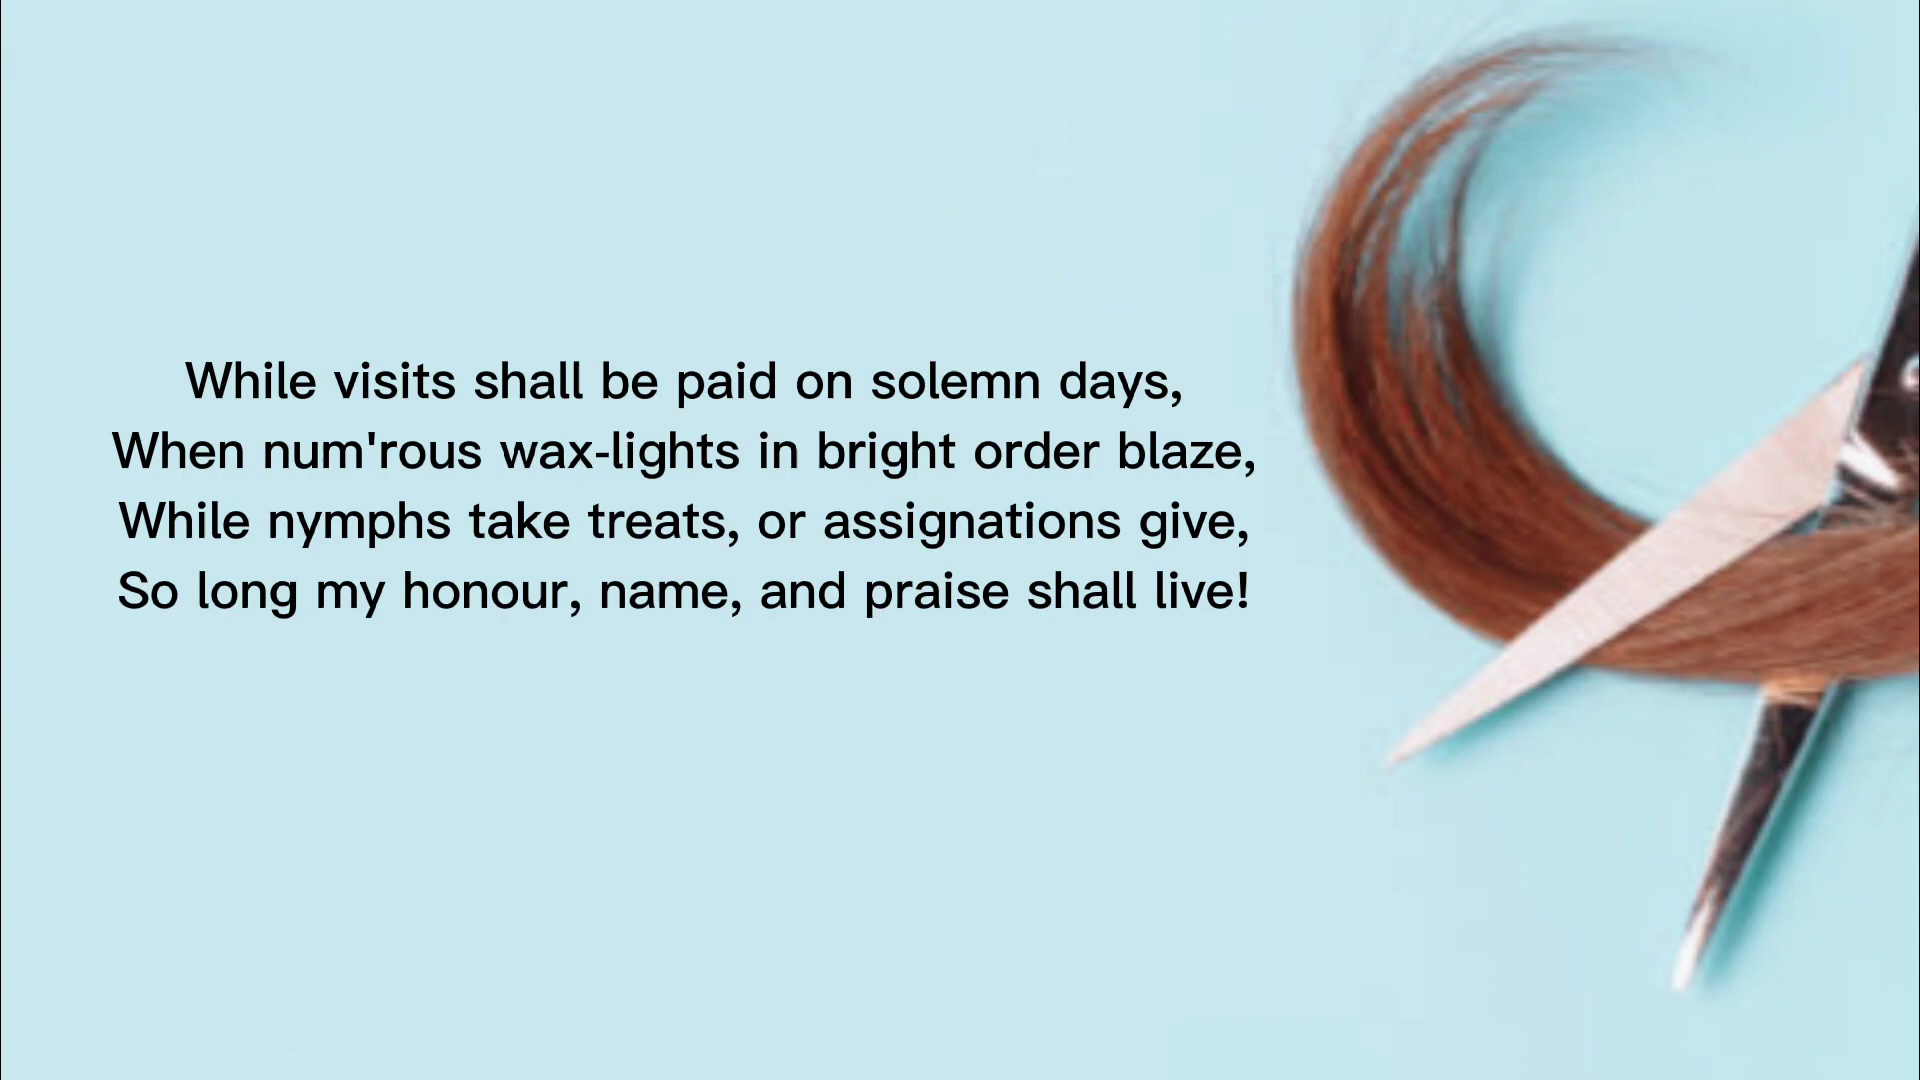 While visits shall be paid on solemn days,
When num'rous wax-lights in bright order blaze,
While nymphs take treats, or assignations give,
So long my honour, name, and praise shall live!